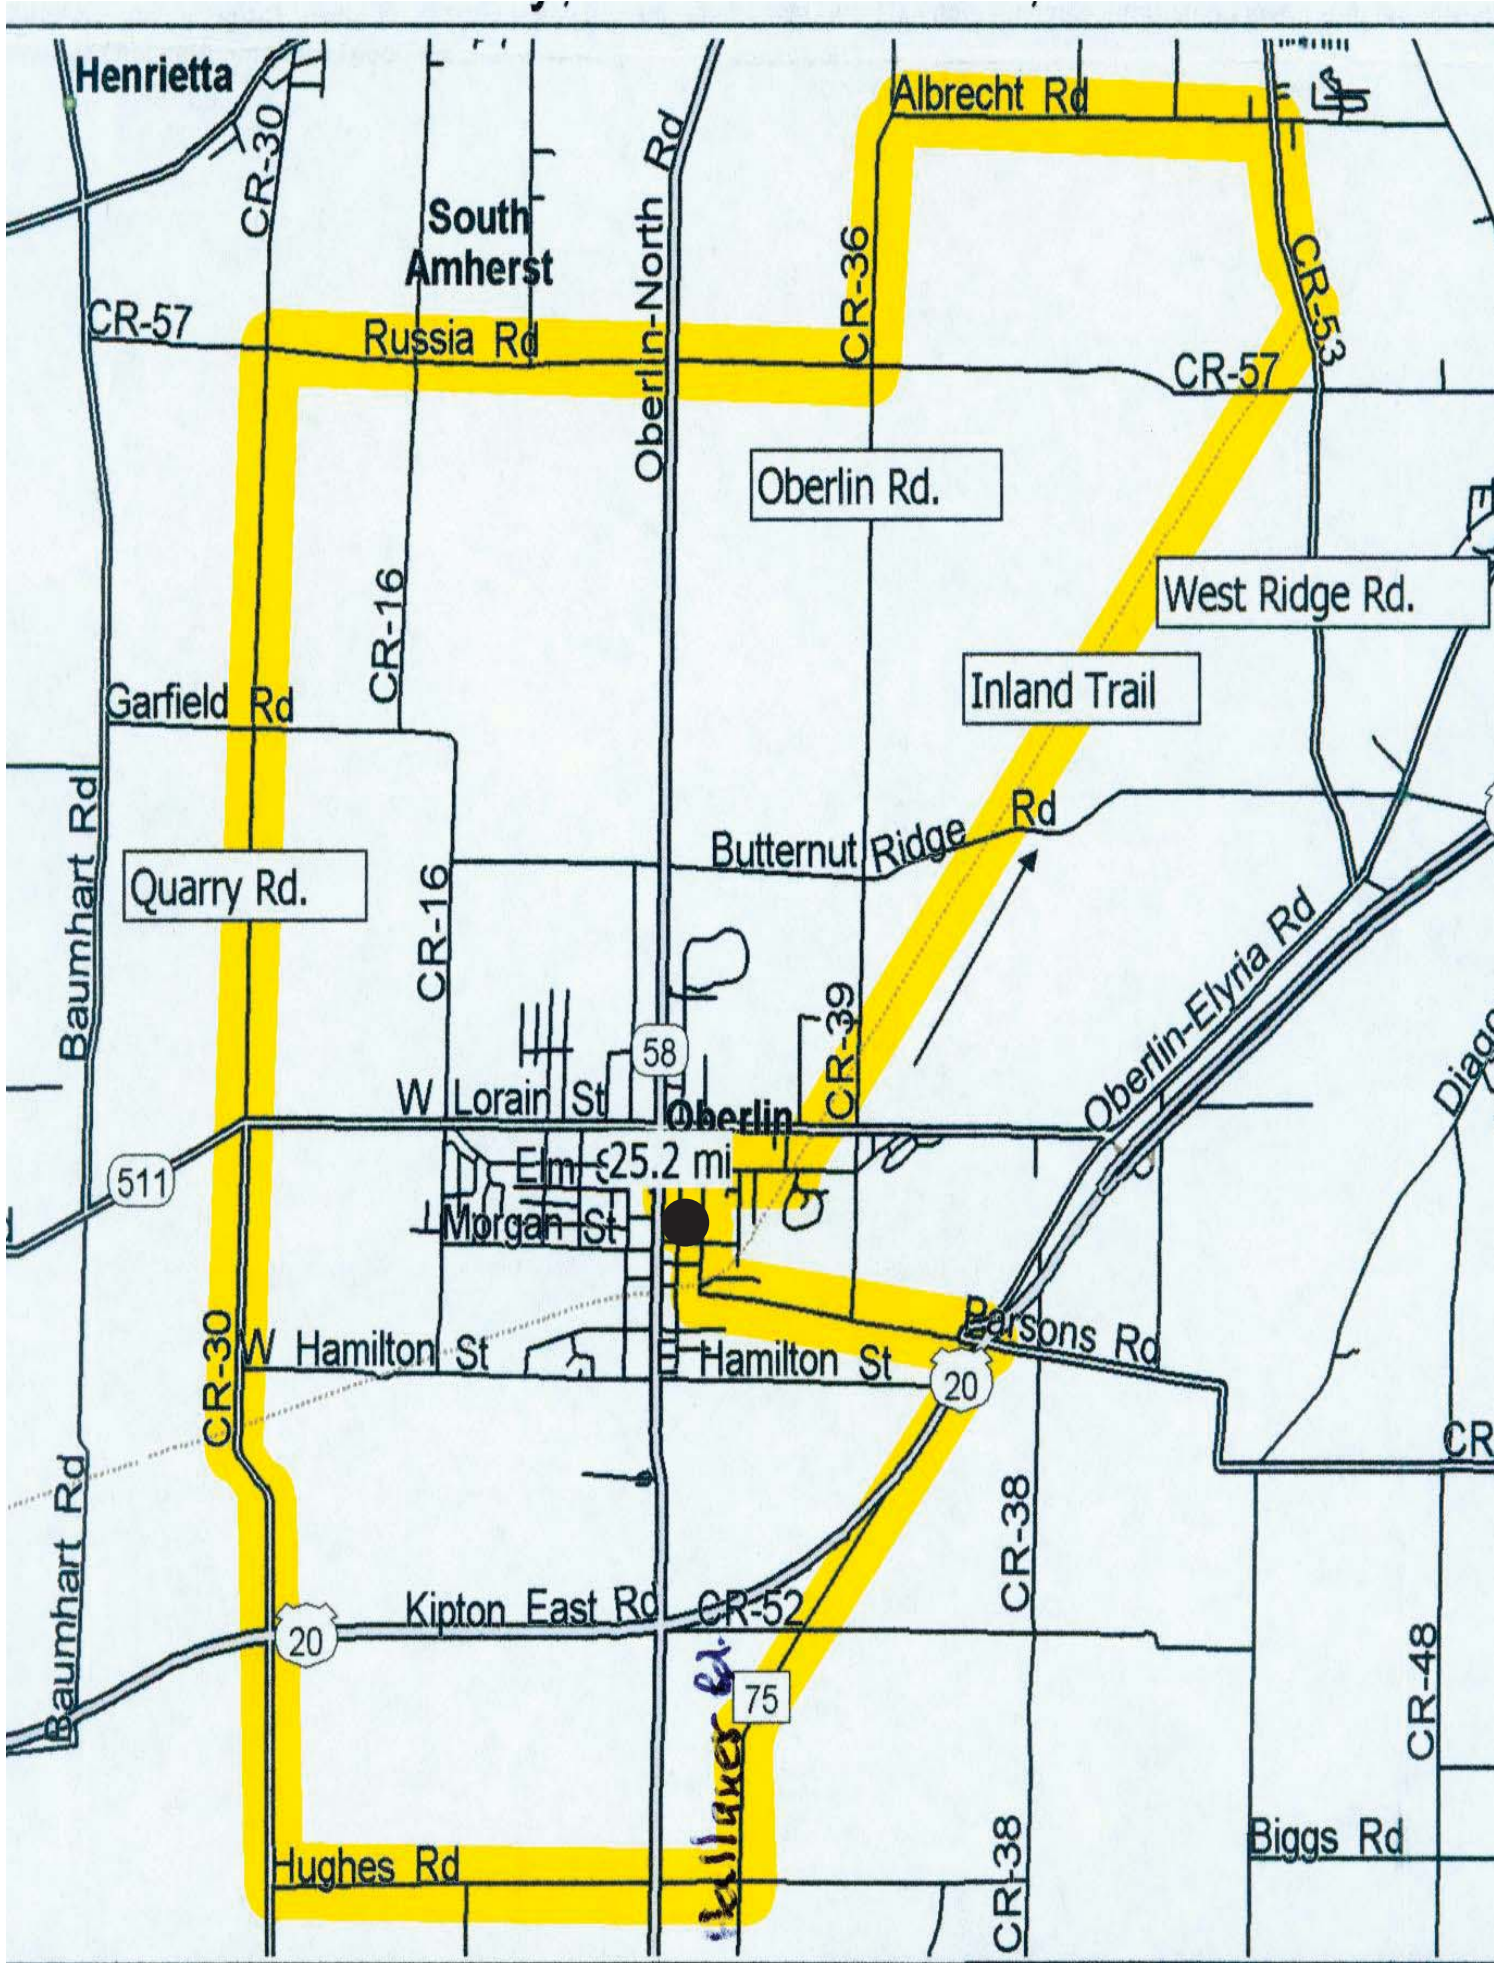 Henrietta
CR-30
South
Amherst
Oberlin-North Rd
Albrecht Rd
CR-36
CR-53
CR-57
Russia Rd
CR-57
Oberlin Rd.
West Ridge Rd.
CR-16
Inland Trail
Garfield Rd
Baumhart Rd
Butternut Ridge Rd
Quarry Rd.
CR-16
Oberlin-Elyria Rd
CR-39
58
W Lorain St
Oberlin
Elm
25.2 mi
511
Morgan St
CR-30
W Hamilton St
E Hamilton St
Parsons Rd
20
CR
Baumhart Rd
CR-38
Kipton East Rd
CR-52
20
Rd.
75
CR-48
Hughes Rd
CR-38
Biggs Rd